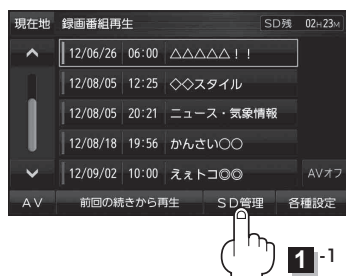 現在地 録画番組再生 SD残 02H23M
12/06/26 06:00 △△△△△!!
12/08/05 12:25 ◇◇スタイル
12/08/05 20:21 ニュース・気象情報
12/08/18 19:56 かんさい○○
12/09/02 10:00 ええトコ◎◎ AVオフ
AV 前回の続きから再生 SD管理 各種設定
1 -1